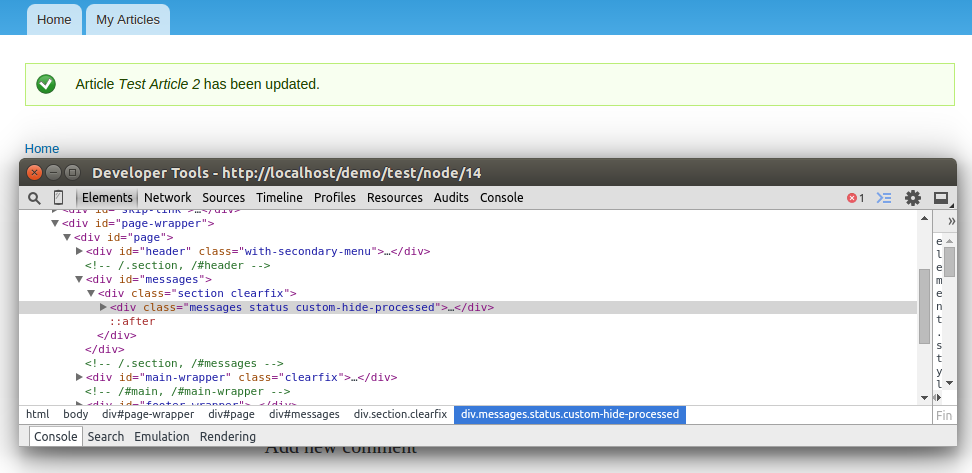 Home My Articles
Article Test Article 2 has been updated.
Home
Developer Tools - http://localhost/demo/test/node/14
Elements Network Sources Timeline Profiles Resources Audits Console 1
<div id="skip-link">…</div>
▼<div id="page-wrapper">
▼<div id="page">
▶<div id="header" class="with-secondary-menu">…</div>
<!-- /.section, /#header -->
▼<div id="messages">
▼<div class="section clearfix">
▶<div class="messages status custom-hide-processed">…</div>
::after
</div>
</div>
<!-- /.section, /#messages -->
▶<div id="main-wrapper" class="clearfix">…</div>
<!-- /#main, /#main-wrapper -->
▶<div id="footer-wrapper">…</div>
»
e
l
e
m
e
n
t
.
s
t
y
l
Fin
html body div#page-wrapper div#page div#messages div.section.clearfix div.messages.status.custom-hide-processed
Console Search Emulation Rendering
Add new comment